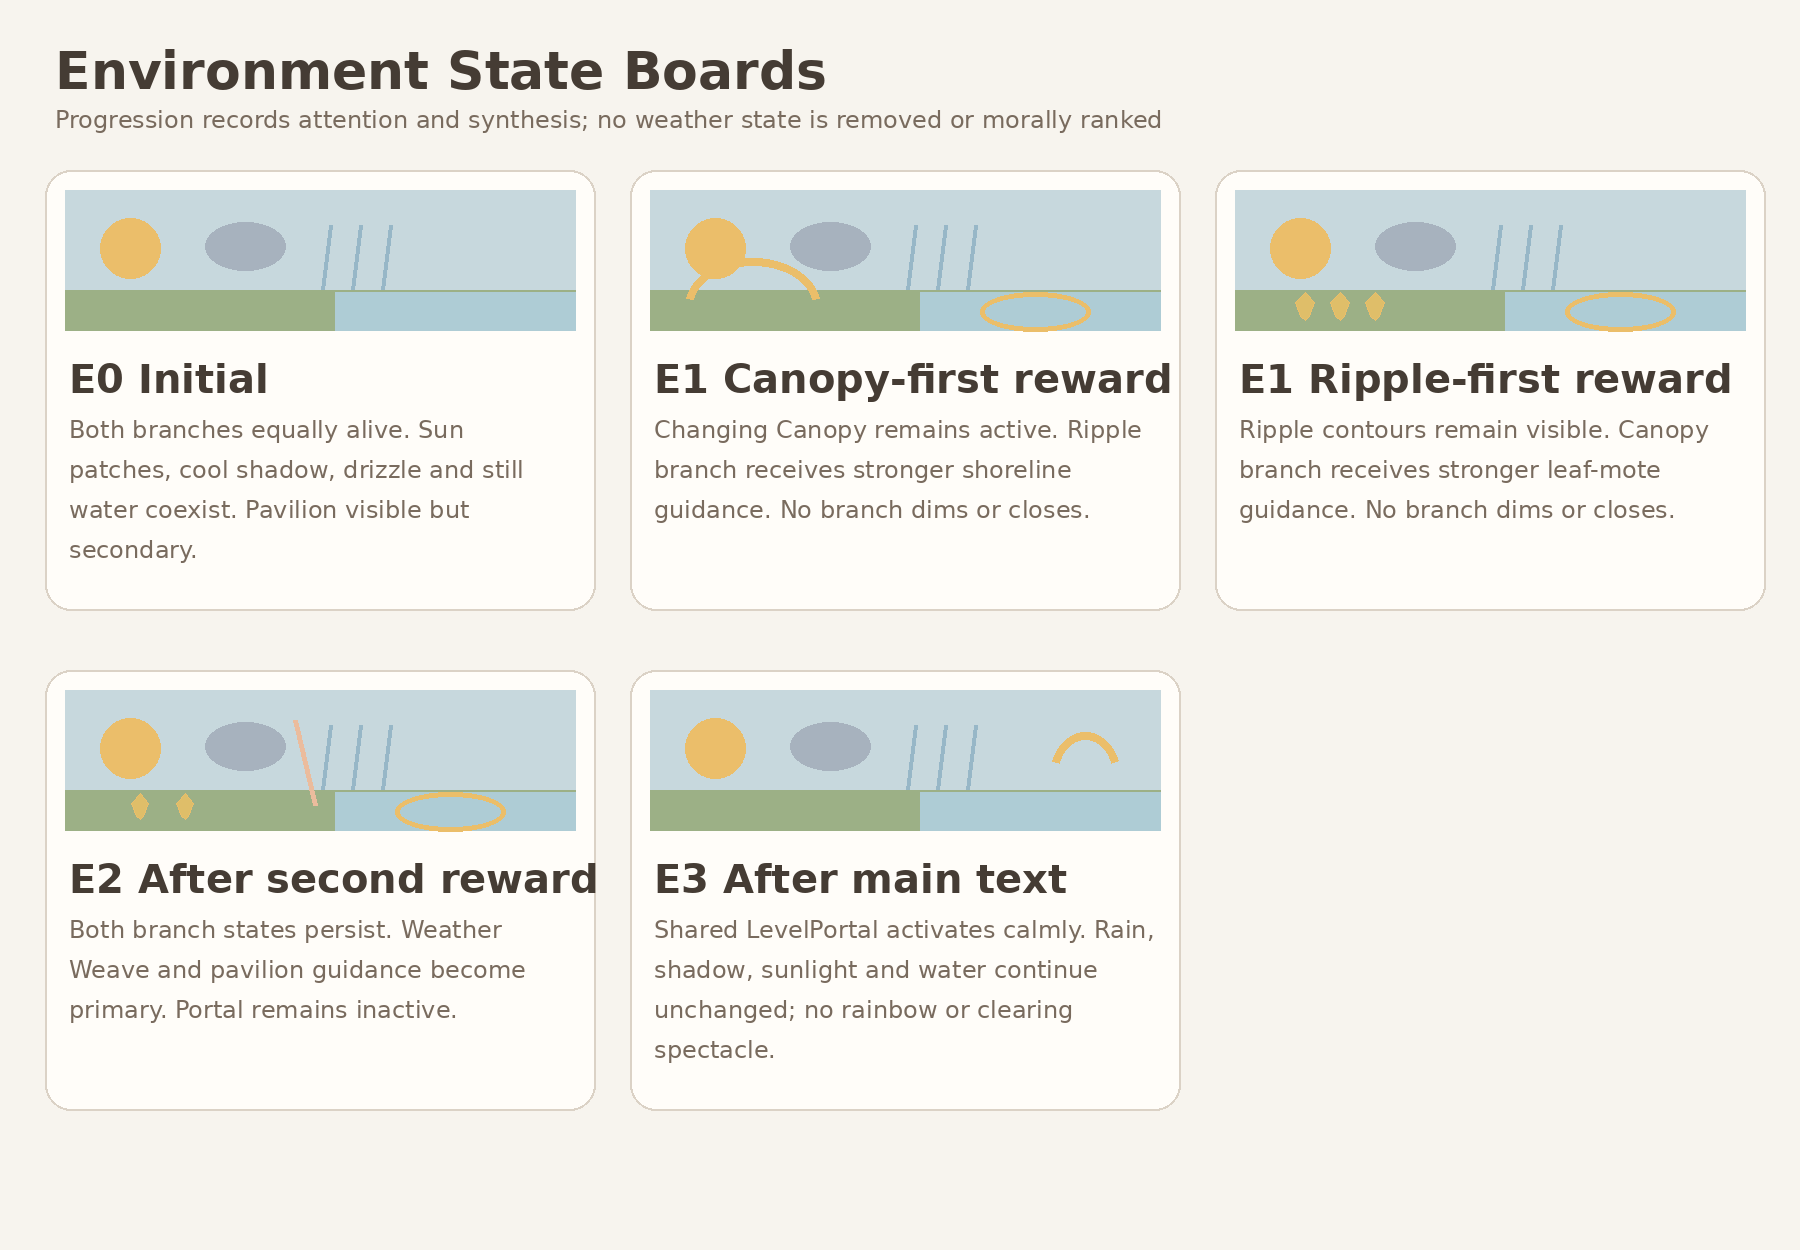 Environment State Boards
Progression records attention and synthesis; no weather state is removed or morally ranked
E0 Initial
Both branches equally alive. Sun
patches, cool shadow, drizzle and still
water coexist. Pavilion visible but
secondary.
E1 Canopy-first reward
Changing Canopy remains active. Ripple
branch receives stronger shoreline
guidance. No branch dims or closes.
E1 Ripple-first reward
Ripple contours remain visible. Canopy
branch receives stronger leaf-mote
guidance. No branch dims or closes.
E2 After second reward
Both branch states persist. Weather
Weave and pavilion guidance become
primary. Portal remains inactive.
E3 After main text
Shared LevelPortal activates calmly. Rain,
shadow, sunlight and water continue
unchanged; no rainbow or clearing
spectacle.